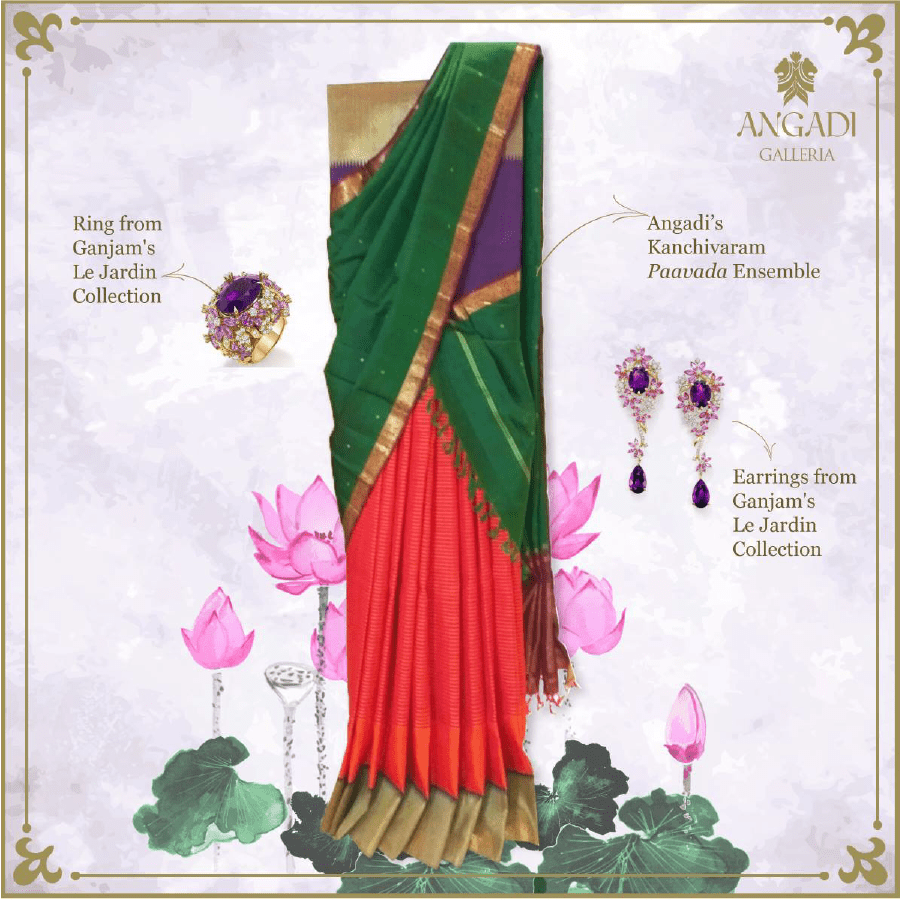 ANGADI
GALLERIA
Ring from
Ganjam's
Le Jardin
Collection
Angadi’s
Kanchivaram
Paavada Ensemble
Earrings from
Ganjam's
Le Jardin
Collection